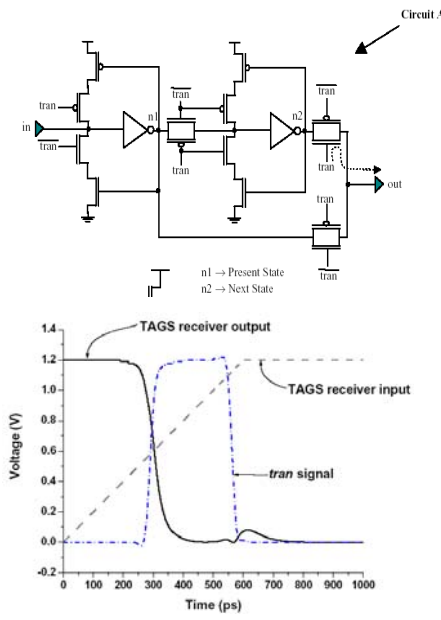 Circuit
tran
n1
tran
n2
tran
in
tran
tran
tran
tran
out
tran
tran
n1 → Present State
n2 → Next State
1.4
1.2
1.0
0.8
0.6
0.4
0.2
0.0
-0.2
Voltage (V)
TAGS receiver output
TAGS receiver input
tran signal
0 100 200 300 400 500 600 700 800 900 1000
Time (ps)